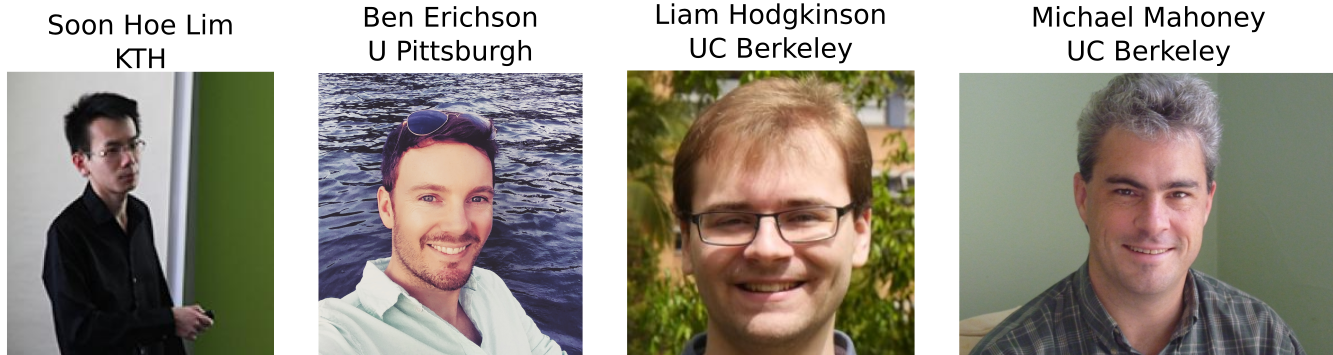 Soon Hoe Lim
KTH
Ben Erichson
U Pittsburgh
Liam Hodgkinson
UC Berkeley
Michael Mahoney
UC Berkeley